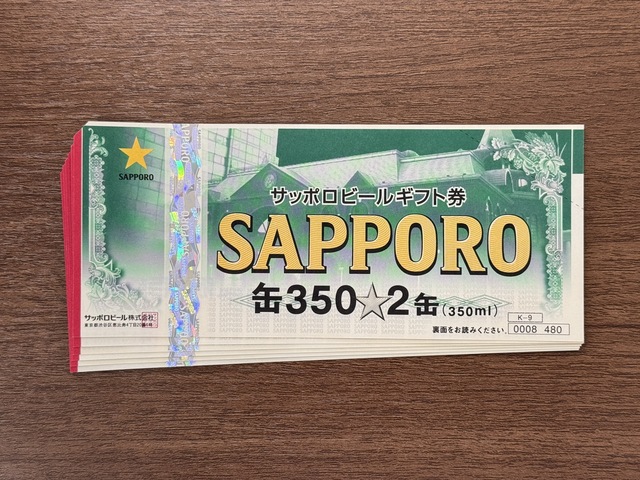 SAPPORO
サッポロビールギフト券
SAPPORO
缶350☆2缶(350ml)
サッポロビール株式会社
K-9
裏面をお読みください。
0008 480